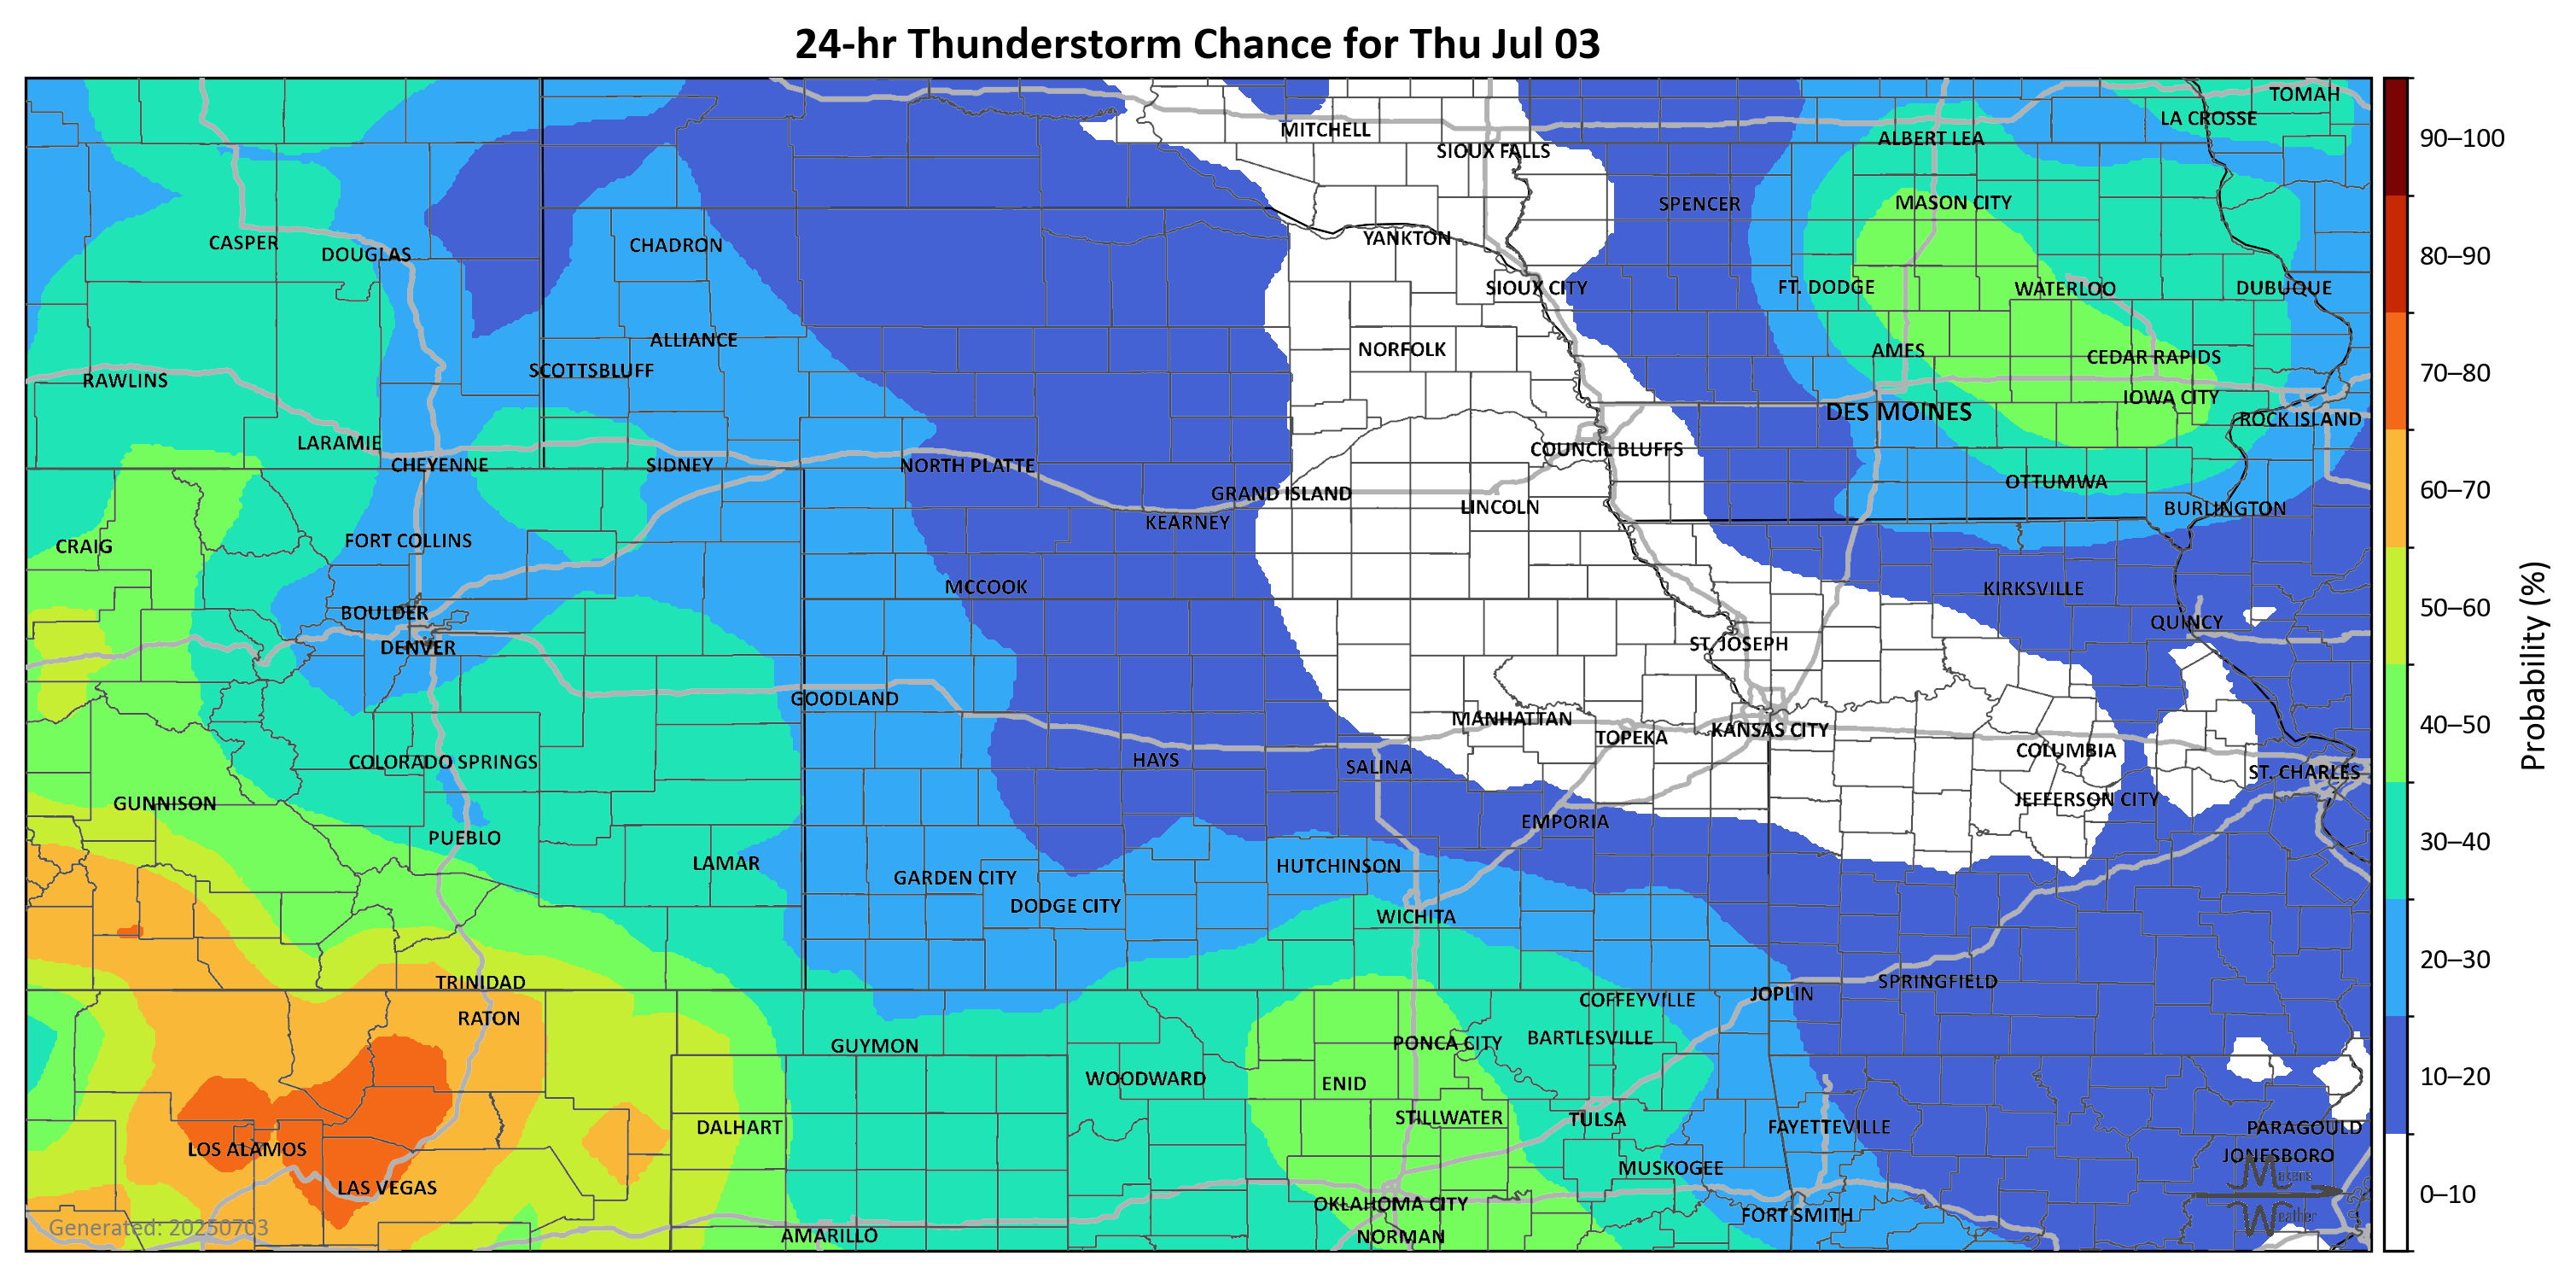 24-hr Thunderstorm Chance for Thu Jul 03
TOMAH
LA CROSSE
MITCHELL
ALBERT LEA
SIOUX FALLS
MASON CITY
SPENCER
YANKTON
CASPER
CHADRON
DOUGLAS
SIOUX CITY
FT. DODGE
WATERLOO
DUBUQUE
ALLIANCE
NORFOLK
AMES
CEDAR RAPIDS
SCOTTSBLUFF
RAWLINS
IOWA CITY
DES MOINES
ROCK ISLAND
LARAMIE
COUNCIL BLUFFS
CHEYENNE
SIDNEY
NORTH PLATTE
OTTUMWA
GRAND ISLAND
LINCOLN
BURLINGTON
KEARNEY
FORT COLLINS
CRAIG
MCCOOK
KIRKSVILLE
BOULDER
QUINCY
DENVER
ST. JOSEPH
GOODLAND
MANHATTAN
KANSAS CITY
TOPEKA
COLUMBIA
HAYS
COLORADO SPRINGS
SALINA
ST. CHARLES
JEFFERSON CITY
GUNNISON
EMPORIA
PUEBLO
LAMAR
HUTCHINSON
GARDEN CITY
DODGE CITY
WICHITA
TRINIDAD
SPRINGFIELD
JOPLIN
COFFEYVILLE
RATON
BARTLESVILLE
PONCA CITY
GUYMON
WOODWARD
ENID
STILLWATER
TULSA
DALHART
FAYETTEVILLE
PARAGOULD
LOS ALAMOS
JONESBORO
MUSKOGEE
LAS VEGAS
OKLAHOMA CITY
FORT SMITH
AMARILLO
NORMAN
Generated: 20250703
Mekens
Weather
90–100
80–90
70–80
60–70
50–60
40–50
30–40
20–30
10–20
0–10
Probability (%)